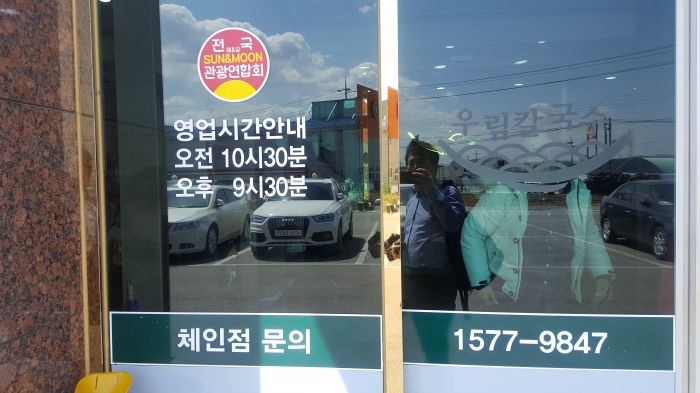 전 해&달 국
SUN&MOON
관광연합회
영업시간안내
오전 10시30분
오후 9시30분
우림칼국수
체인점 문의
1577-9847